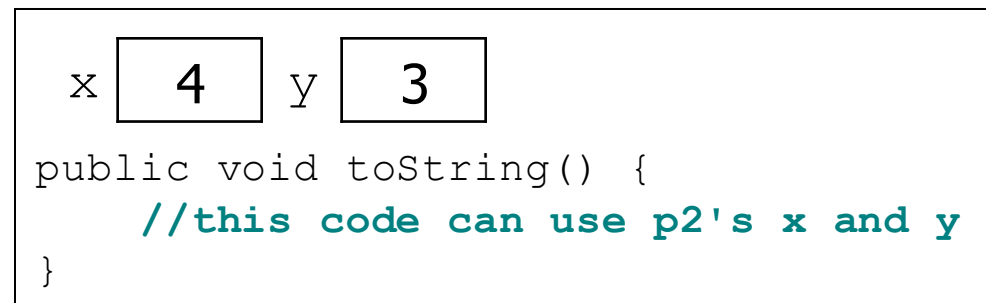 x 4 y 3
public void toString() {
//this code can use p2's x and y
}